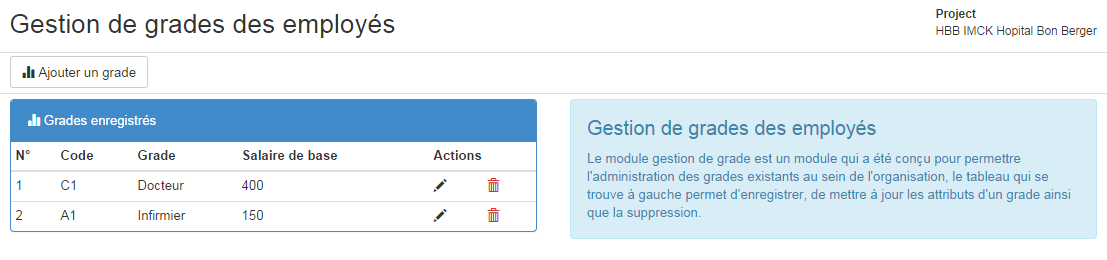 Gestion de grades des employés
Project
HBB IMCK Hopital Bon Berger
Ajouter un grade
Grades enregistrés
N° Code Grade Salaire de base Actions
1 C1 Docteur 400
2 A1 Infirmier 150
Gestion de grades des employés
Le module gestion de grade est un module qui a été conçu pour permettre
l'administration des grades existants au sein de l'organisation, le tableau qui se
trouve à gauche permet d'enregistrer, de mettre à jour les attributs d'un grade ainsi
que la suppression.